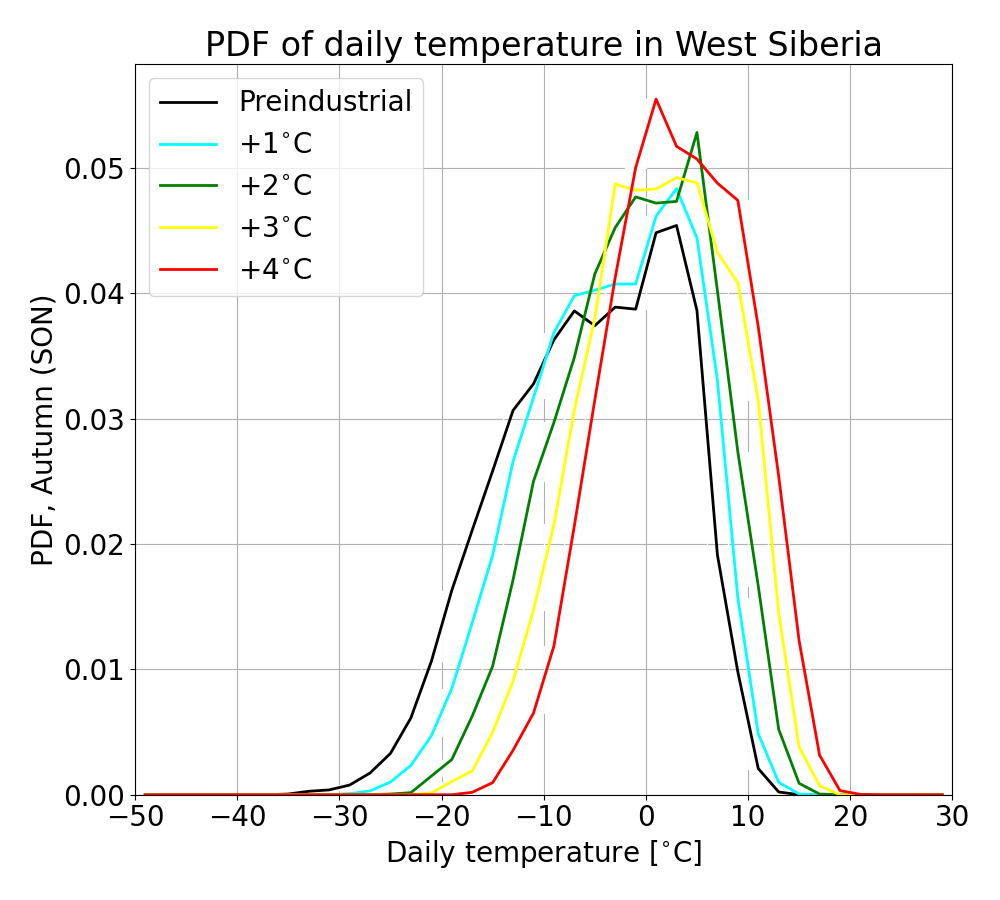 PDF of daily temperature in West Siberia
Preindustrial
+1°C
+2°C
+3°C
+4°C
PDF, Autumn (SON)
0.05
0.04
0.03
0.02
0.01
0.00
−50 −40 −30 −20 −10 0 10 20 30
Daily temperature [°C]